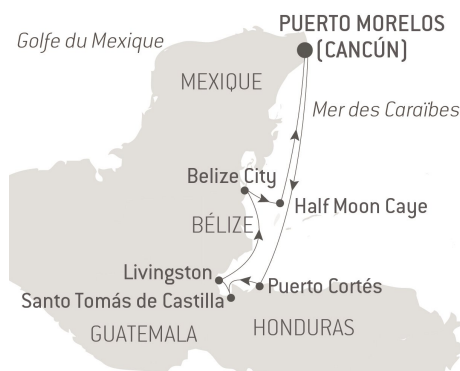 PUERTO MORELOS
(CANCÚN)
Golfe du Mexique
MEXIQUE
Mer des Caraïbes
Belize City
Half Moon Caye
BÉLIZE
Livingston
Puerto Cortés
Santo Tomás de Castilla
HONDURAS
GUATEMALA